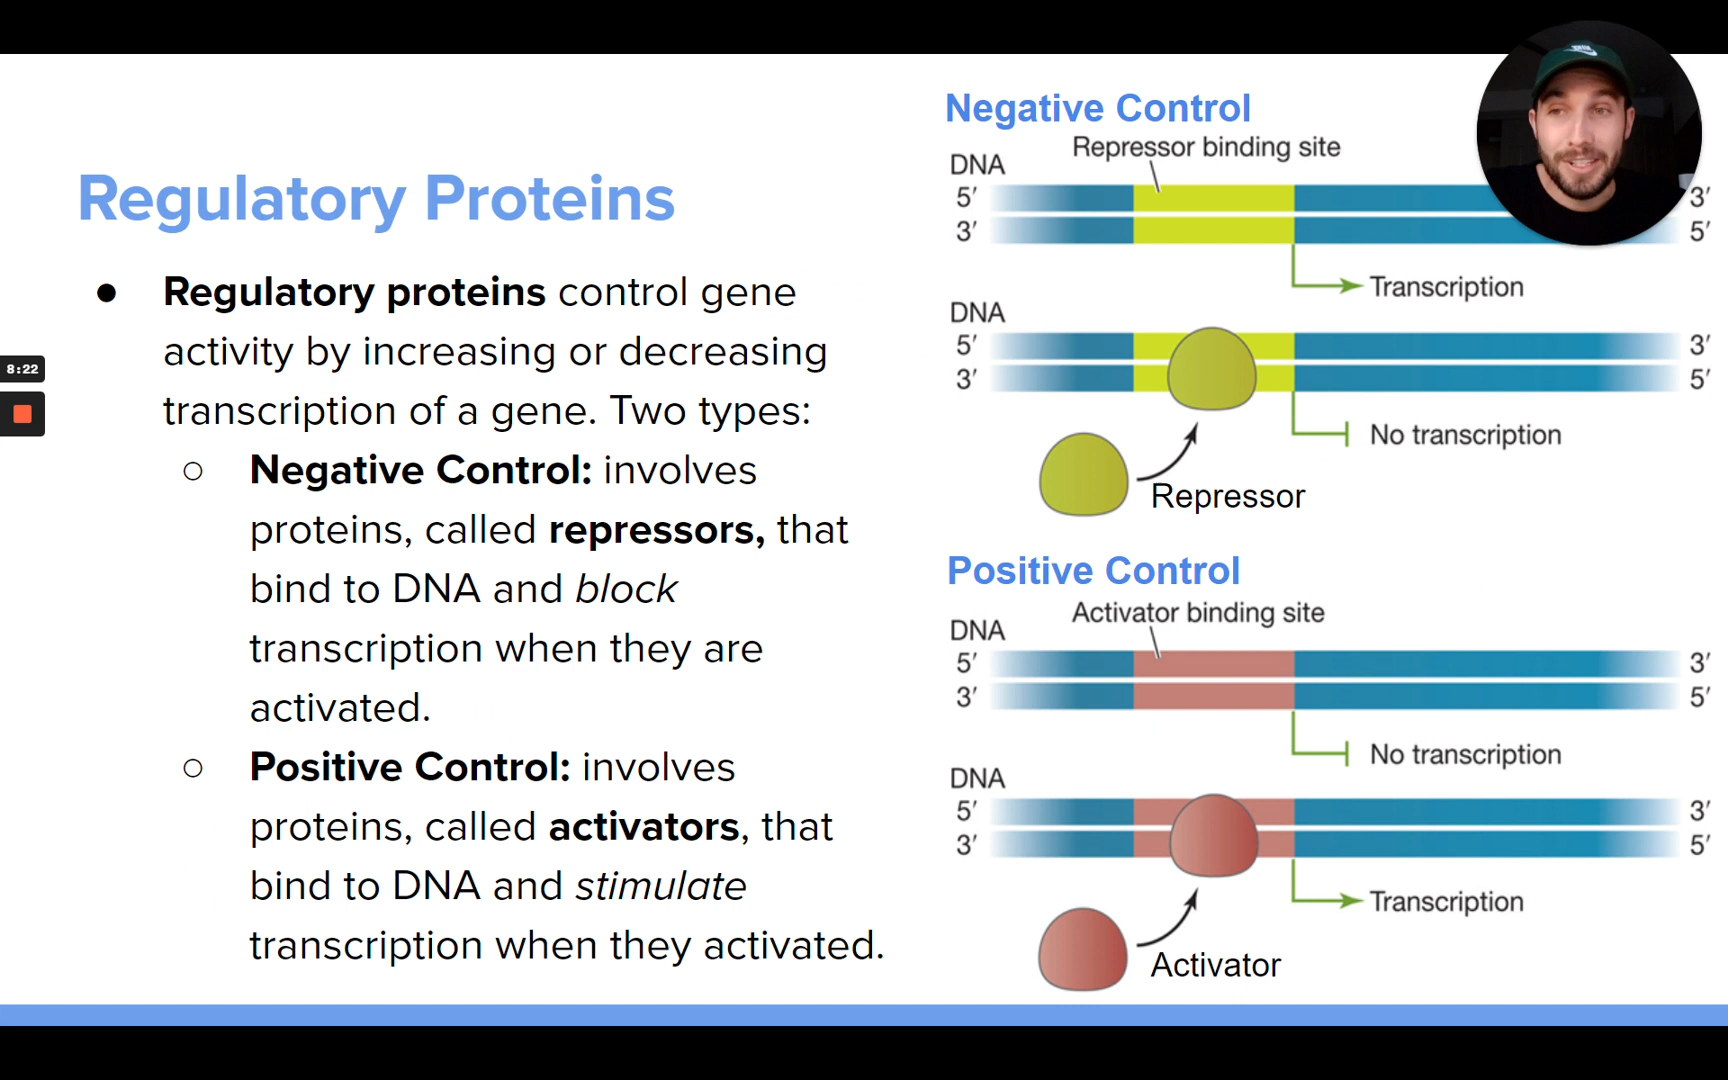 Regulatory Proteins
● Regulatory proteins control gene
activity by increasing or decreasing
transcription of a gene. Two types:
○ Negative Control: involves
proteins, called repressors, that
bind to DNA and block
transcription when they are
activated.
○ Positive Control: involves
proteins, called activators, that
bind to DNA and stimulate
transcription when they activated.
8:22
Negative Control
Repressor binding site
DNA
5′ 3′
3′ 5′
Transcription
DNA
5′ 3′
3′ 5′
No transcription
Repressor
Positive Control
Activator binding site
DNA
5′ 3′
3′ 5′
No transcription
DNA
5′ 3′
3′ 5′
Transcription
Activator